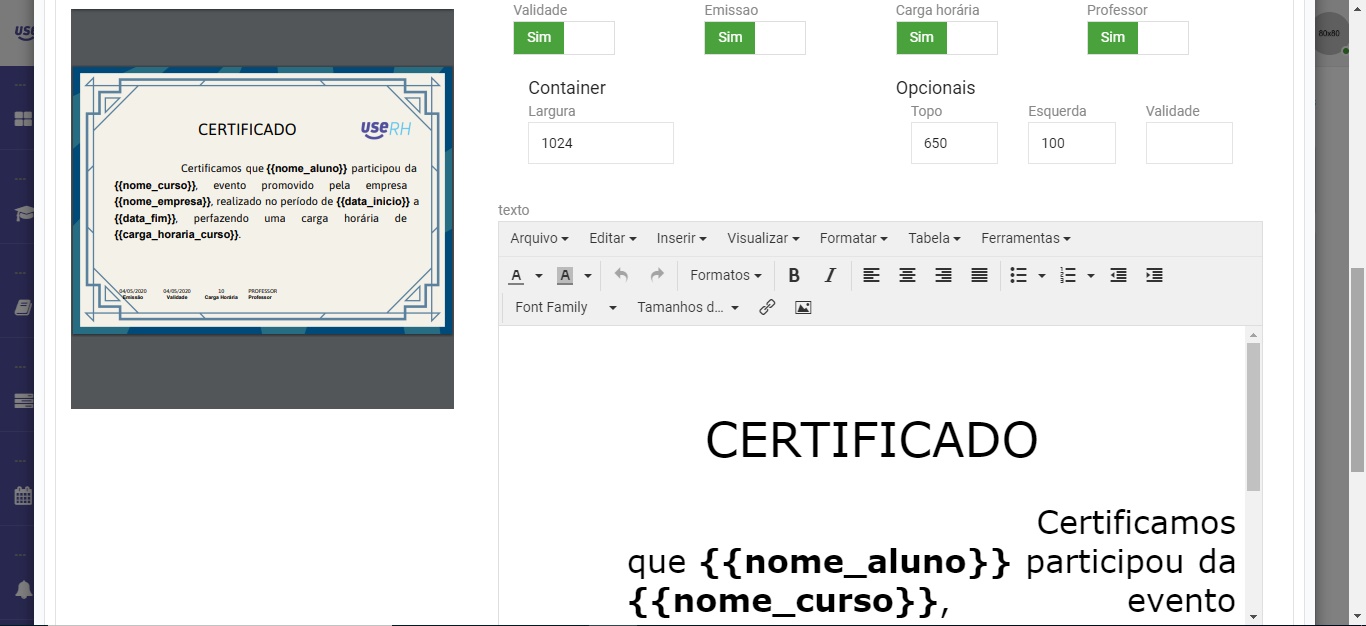 Validade Emissao Carga horária Professor
Sim Sim Sim Sim
80x80
Container Opcionais
Largura Topo Esquerda Validade
1024 650 100
CERTIFICADO useRH
Certificamos que {{nome_aluno}} participou da
{{nome_curso}}, evento promovido pela empresa
{{nome_empresa}}, realizado no período de {{data_inicio}} a
{{data_fim}}, perfazendo uma carga horária de
{{carga_horaria_curso}}.
04/05/2020 04/05/2020 10 PROFESSOR
Emissão Validade Carga Horária Professor
texto
Arquivo Editar Inserir Visualizar Formatar Tabela Ferramentas
A A Formatos B I
Font Family Tamanhos d...
CERTIFICADO
Certificamos
que {{nome_aluno}} participou da
{{nome_curso}}, evento